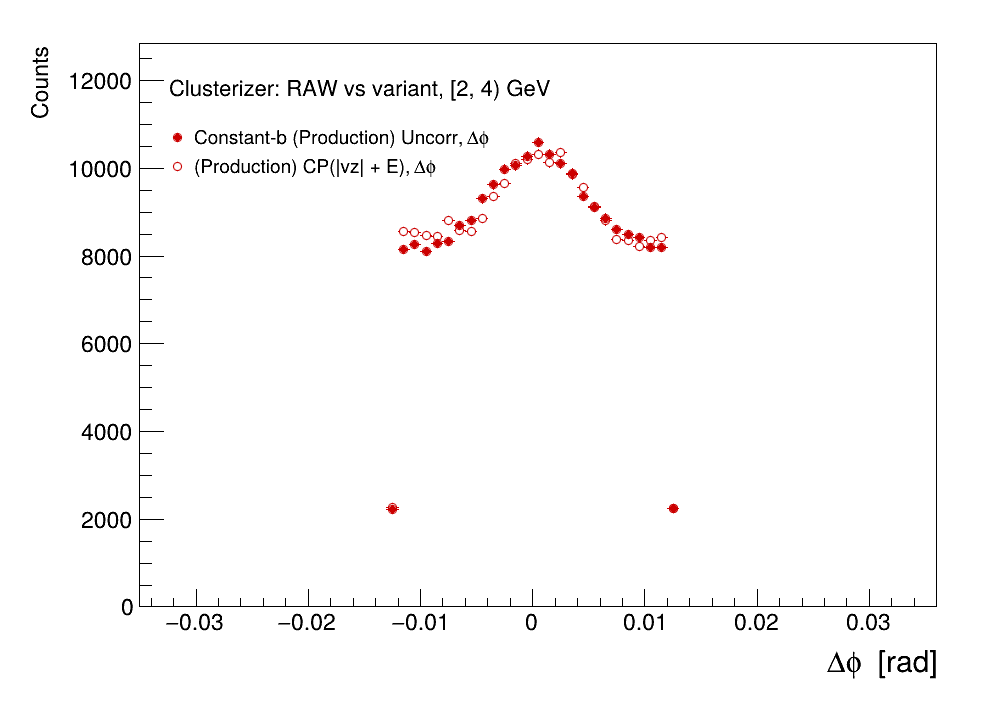 Counts
12000
10000
8000
6000
4000
2000
0
Clusterizer: RAW vs variant, [2, 4) GeV
Constant-b (Production) Uncorr, Δϕ
(Production) CP(|vz| + E), Δϕ
−0.03 −0.02 −0.01 0 0.01 0.02 0.03
Δϕ [rad]